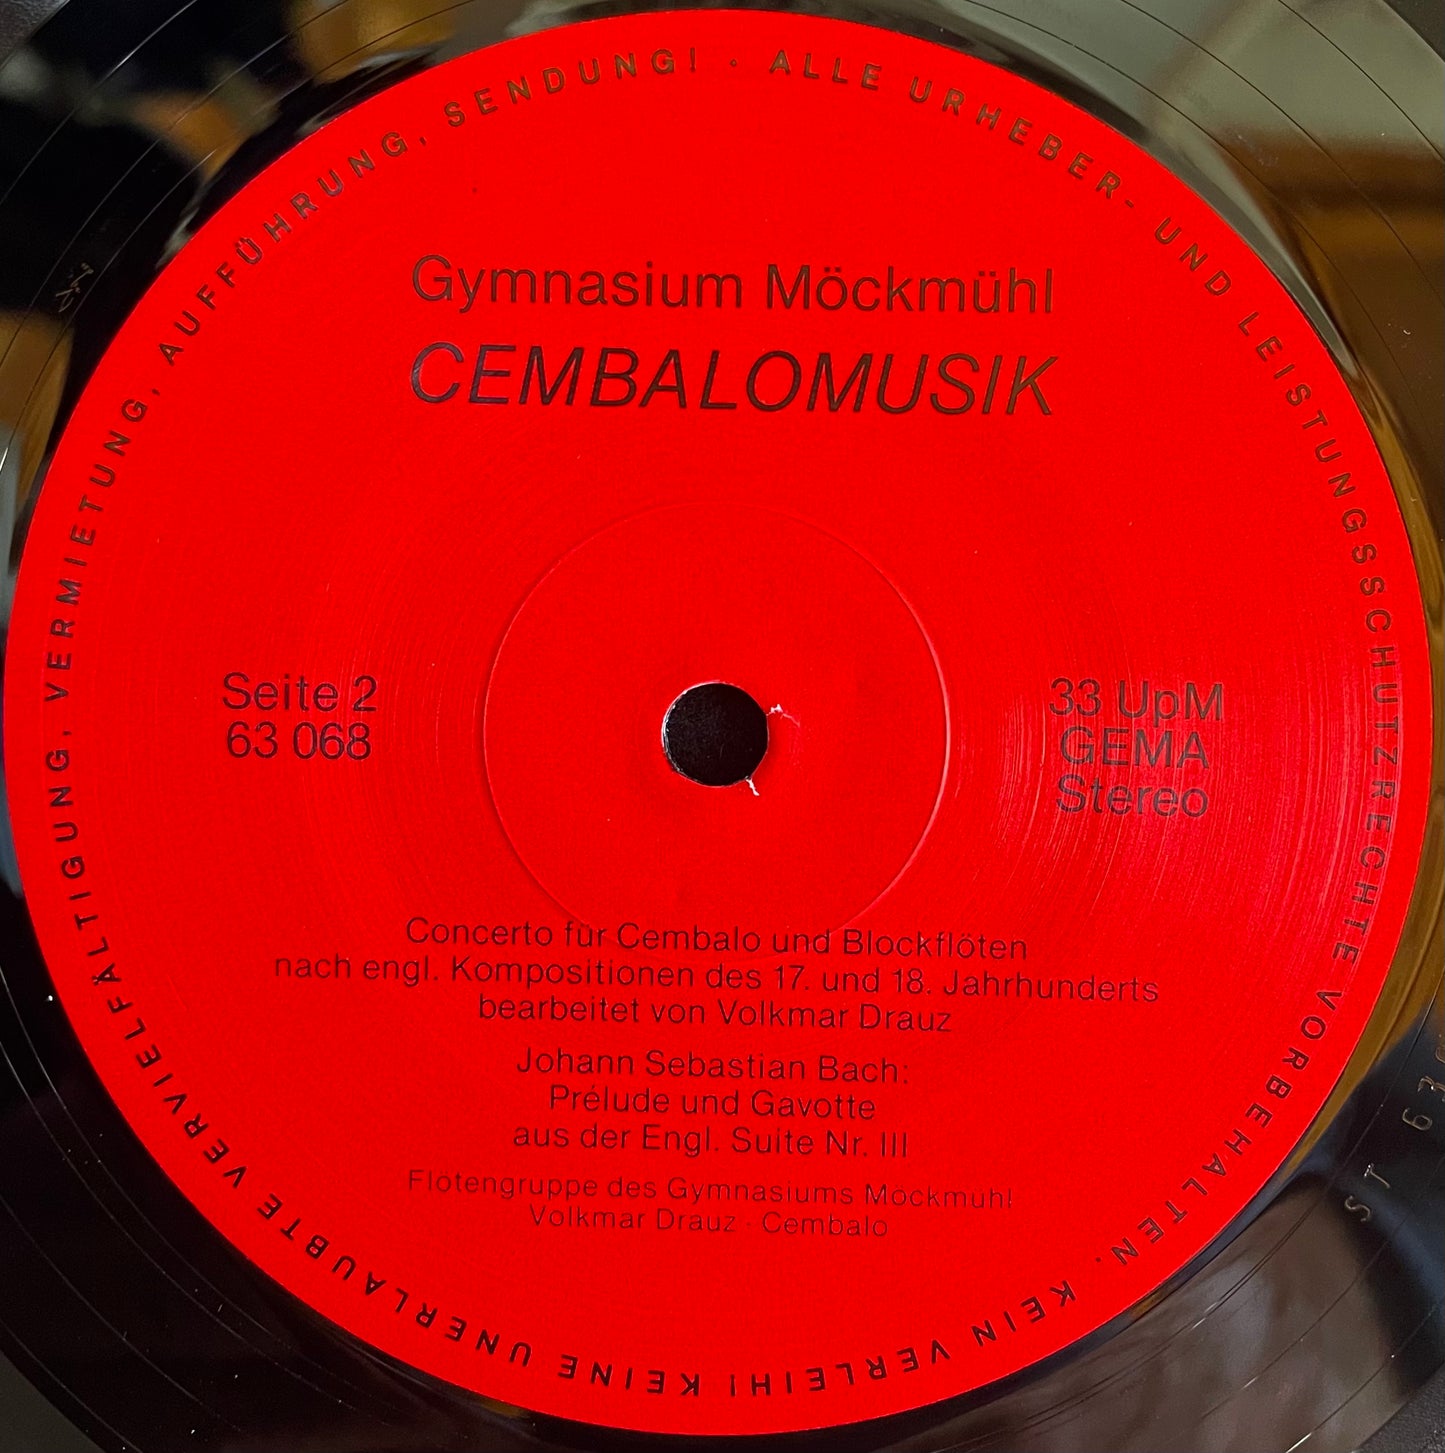 ALLE URHEBER- UND LEISTUNGSSCHUTZRECHTE VORBEHALTEN. KEIN VERLEIH! KEINE UNERLAUBTE VERVIELFÄLTIGUNG, VERMIETUNG, AUFFÜHRUNG, SENDUNG! ·
Gymnasium Möckmühl
CEMBALOMUSIK
Seite 2
63 068
33 UpM
GEMA
Stereo
Concerto für Cembalo und Blockflöten
nach engl. Kompositionen des 17. und 18. Jahrhunderts
bearbeitet von Volkmar Drauz
Johann Sebastian Bach:
Prélude und Gavotte
aus der Engl. Suite Nr. III
Flötengruppe des Gymnasiums Möckmühl
Volkmar Drauz · Cembalo
ST